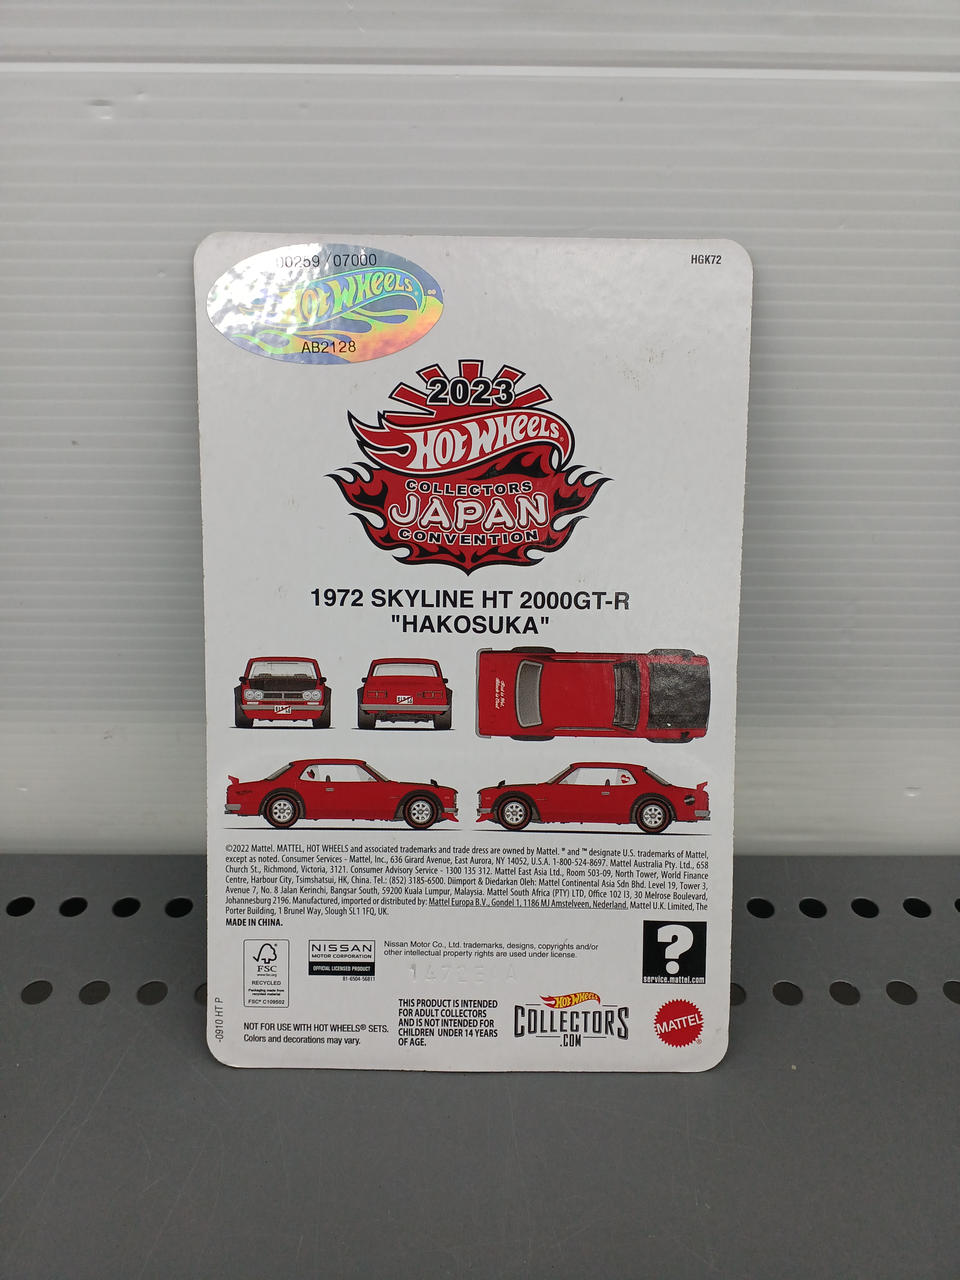 00259 / 07000
HOT WHEELS
AB2128
HGK72
2023
HOT WHEELS®
COLLECTORS
JAPAN
CONVENTION
1972 SKYLINE HT 2000GT-R
"HAKOSUKA"
©2022 Mattel. MATTEL, HOT WHEELS and associated trademarks and trade dress are owned by Mattel. ® and ™ designate U.S. trademarks of Mattel,
except as noted. Consumer Services - Mattel, Inc., 636 Girard Avenue, East Aurora, NY 14052, U.S.A. 1-800-524-8697. Mattel Australia Pty. Ltd., 658
Church St., Richmond, Victoria, 3121. Consumer Advisory Service - 1300 135 312. Mattel East Asia Ltd., Room 503-09, North Tower, World Finance
Centre, Harbour City, Tsimshatsui, HK, China. Tel.: (852) 3185-6500. Diimport & Diedarkan Oleh: Mattel Continental Asia Sdn Bhd. Level 19, Tower 3,
Avenue 7, No. 8 Jalan Kerinchi, Bangsar South, 59200 Kuala Lumpur, Malaysia. Mattel South Africa (PTY) LTD, Office 102 I3, 30 Melrose Boulevard,
Johannesburg 2196. Manufactured, imported or distributed by: Mattel Europa B.V., Gondel 1, 1186 MJ Amstelveen, Nederland. Mattel U.K. Limited, The
Porter Building, 1 Brunel Way, Slough SL1 1FQ, UK.
MADE IN CHINA.
FSC
www.fsc.org
RECYCLED
Packaging made from
recycled material
FSC® C109502
NISSAN
MOTOR CORPORATION
OFFICIAL LICENSED PRODUCT
Nissan Motor Co., Ltd. trademarks, designs, copyrights and/or
other intellectual property rights are used under license.
?
service.mattel.com
-0910 HT P
NOT FOR USE WITH HOT WHEELS® SETS.
Colors and decorations may vary.
THIS PRODUCT IS INTENDED
FOR ADULT COLLECTORS
AND IS NOT INTENDED FOR
CHILDREN UNDER 14 YEARS
OF AGE.
HOT WHEELS
COLLECTORS
.COM
MATTEL®